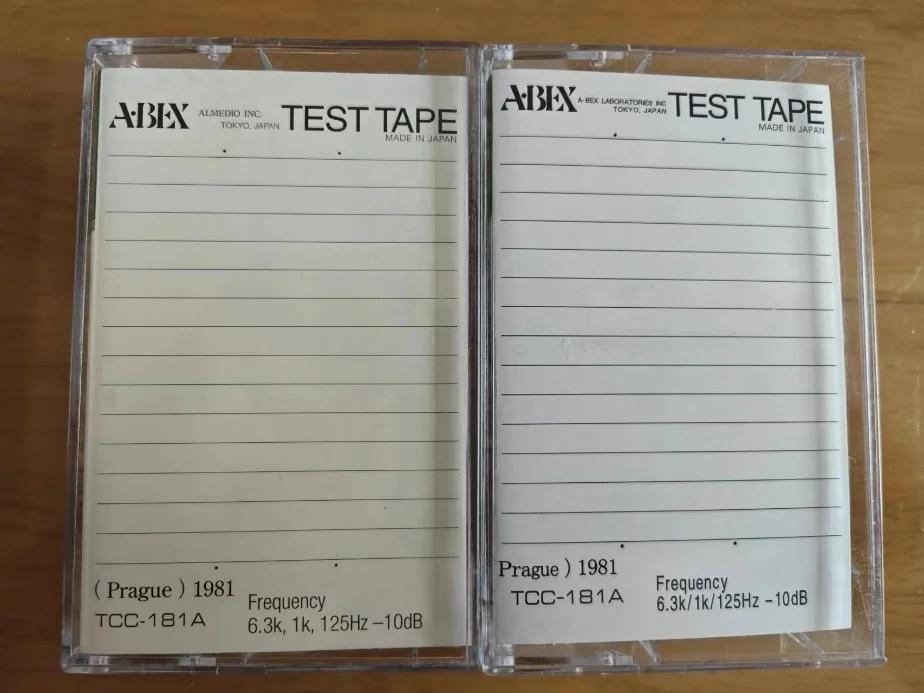 A·BEX ALMEDIO INC. TEST TAPE
TOKYO, JAPAN
MADE IN JAPAN
( Prague ) 1981
TCC-181A
Frequency
6.3k, 1k, 125Hz –10dB
A·BEX A·BEX LABORATORIES INC TEST TAPE
TOKYO, JAPAN
MADE IN JAPAN
Prague ) 1981
TCC-181A
Frequency
6.3k/1k/125Hz –10dB